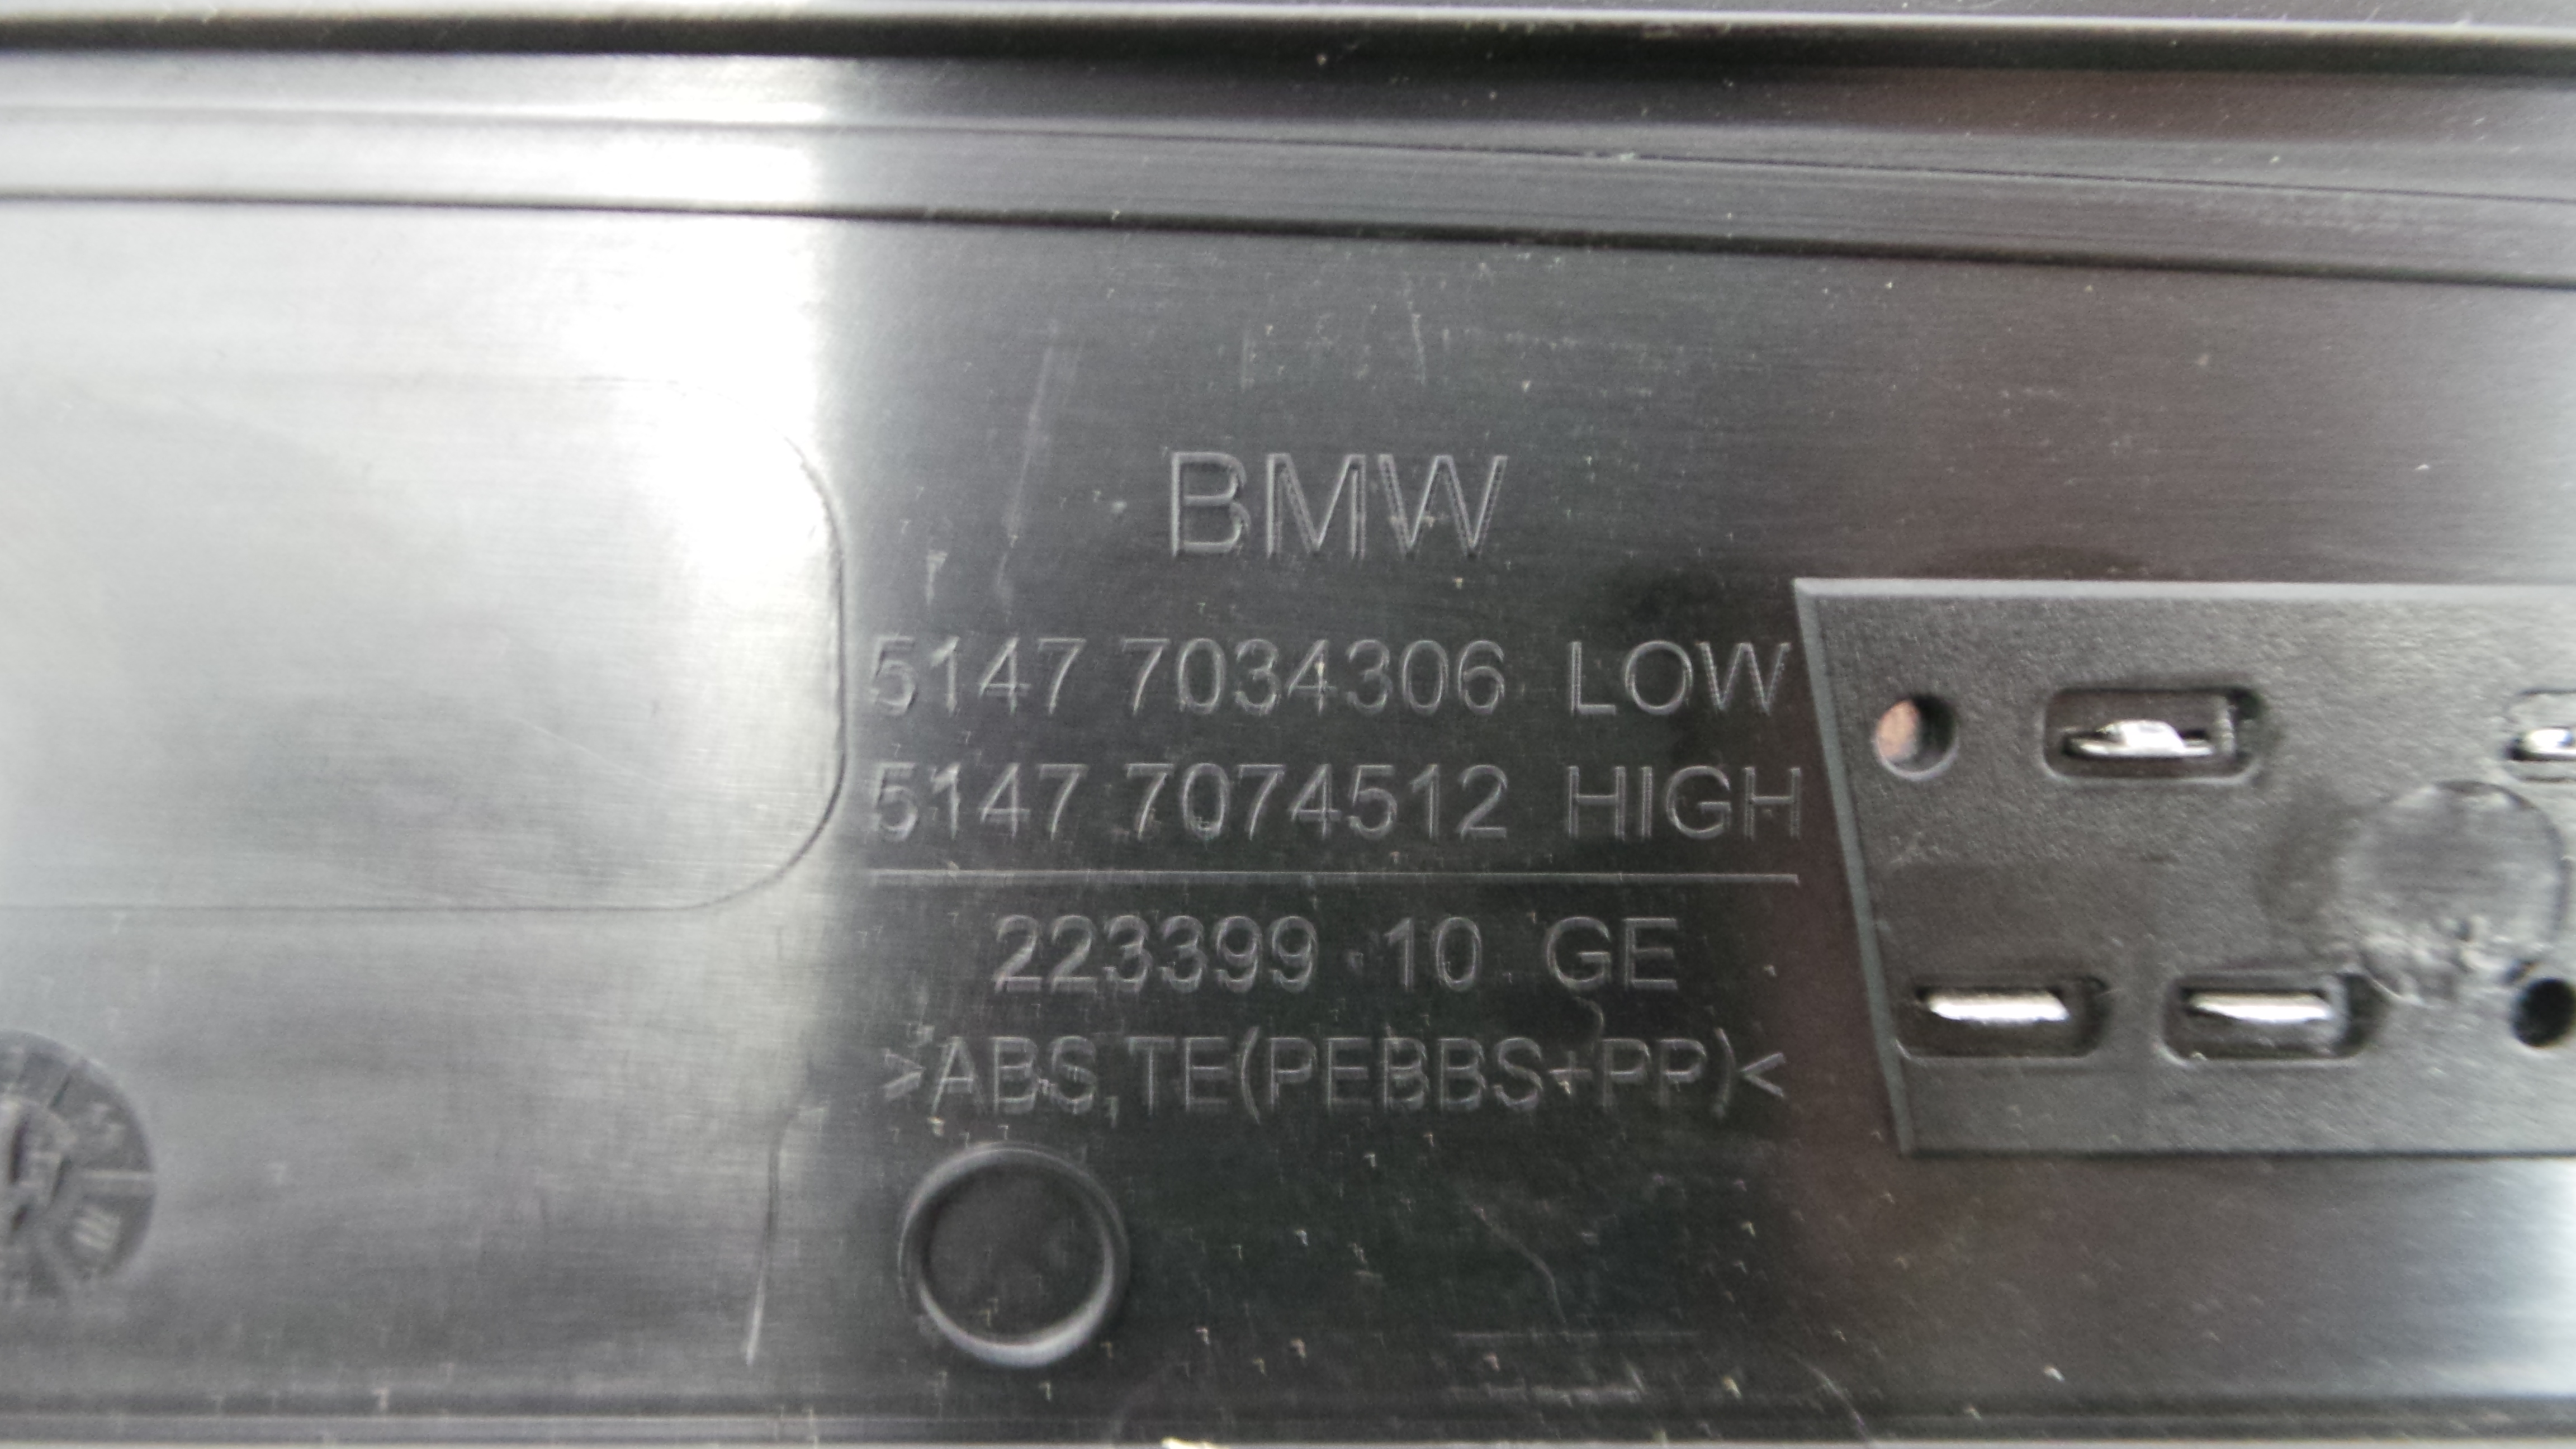 BMW
5147 7034306 LOW
5147 7074512 HIGH
223399 10 GE
>ABS,TE(PEBBS+PP)<